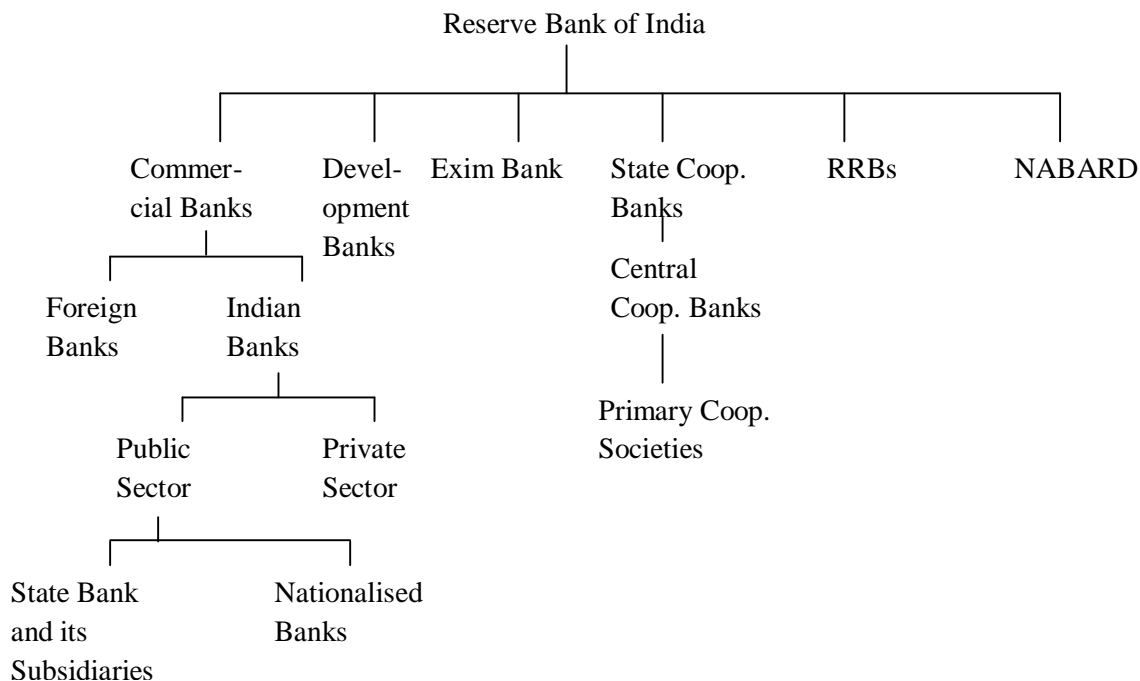 Reserve Bank of India
Commer-
cial Banks
Devel-
opment
Banks
Exim Bank
State Coop.
Banks
RRBs
NABARD
Central
Coop. Banks
Foreign
Banks
Indian
Banks
Primary Coop.
Societies
Public
Sector
Private
Sector
State Bank
and its
Subsidiaries
Nationalised
Banks